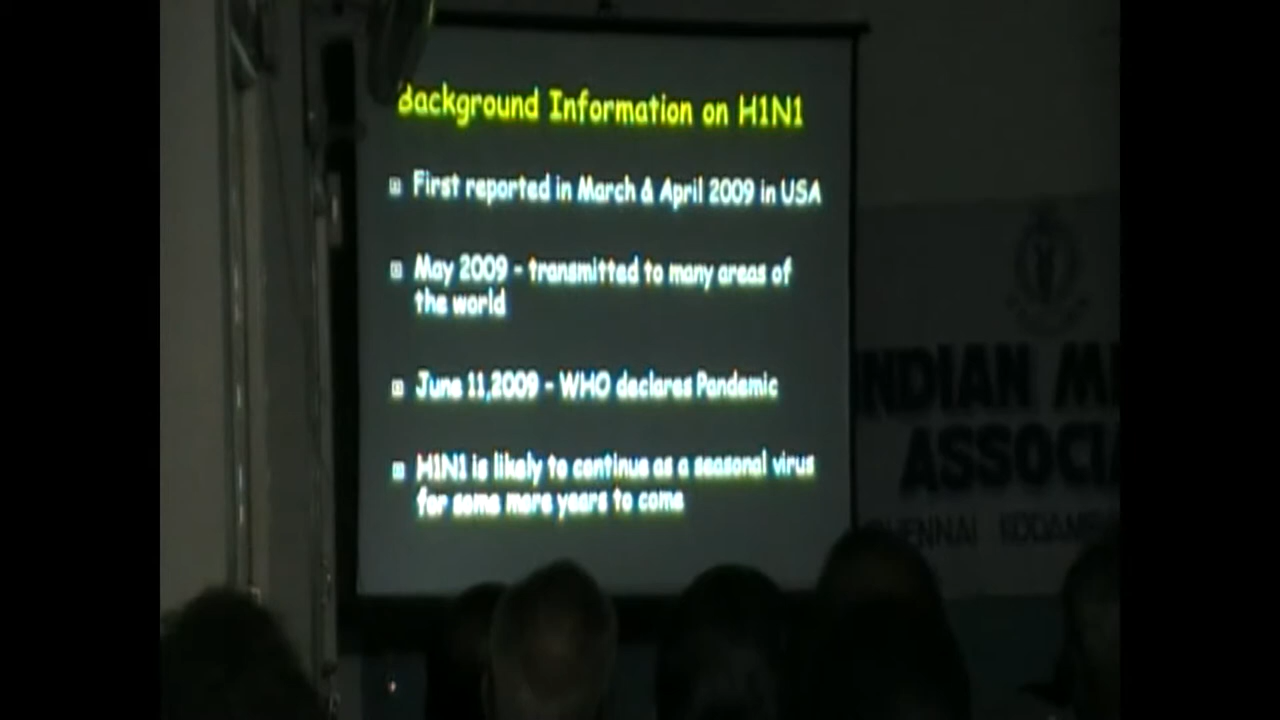 Background Information on H1N1
First reported in March & April 2009 in USA
May 2009 - transmitted to many areas of
the world
June 11,2009 - WHO declares Pandemic
H1N1 is likely to continue as a seasonal virus
for some more years to come
INDIAN
ASSOCIA
CHENNAI